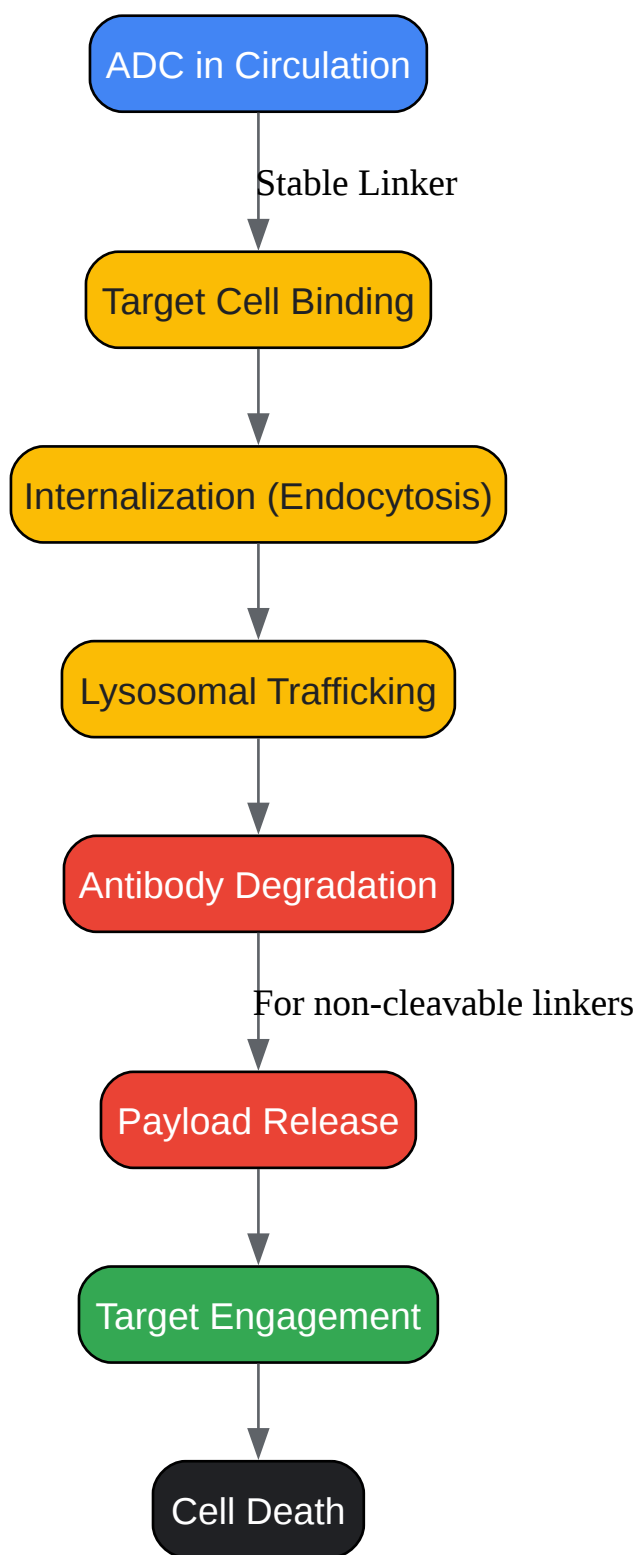 ADC in Circulation
Stable Linker
Target Cell Binding
Internalization (Endocytosis)
Lysosomal Trafficking
Antibody Degradation
For non-cleavable linkers
Payload Release
Target Engagement
Cell Death